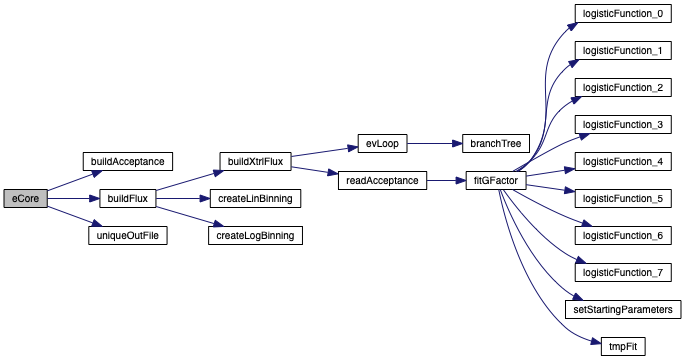 eCore
buildAcceptance
buildFlux
uniqueOutFile
buildXtrlFlux
createLinBinning
createLogBinning
evLoop
readAcceptance
branchTree
fitGFactor
logisticFunction_0
logisticFunction_1
logisticFunction_2
logisticFunction_3
logisticFunction_4
logisticFunction_5
logisticFunction_6
logisticFunction_7
setStartingParameters
tmpFit